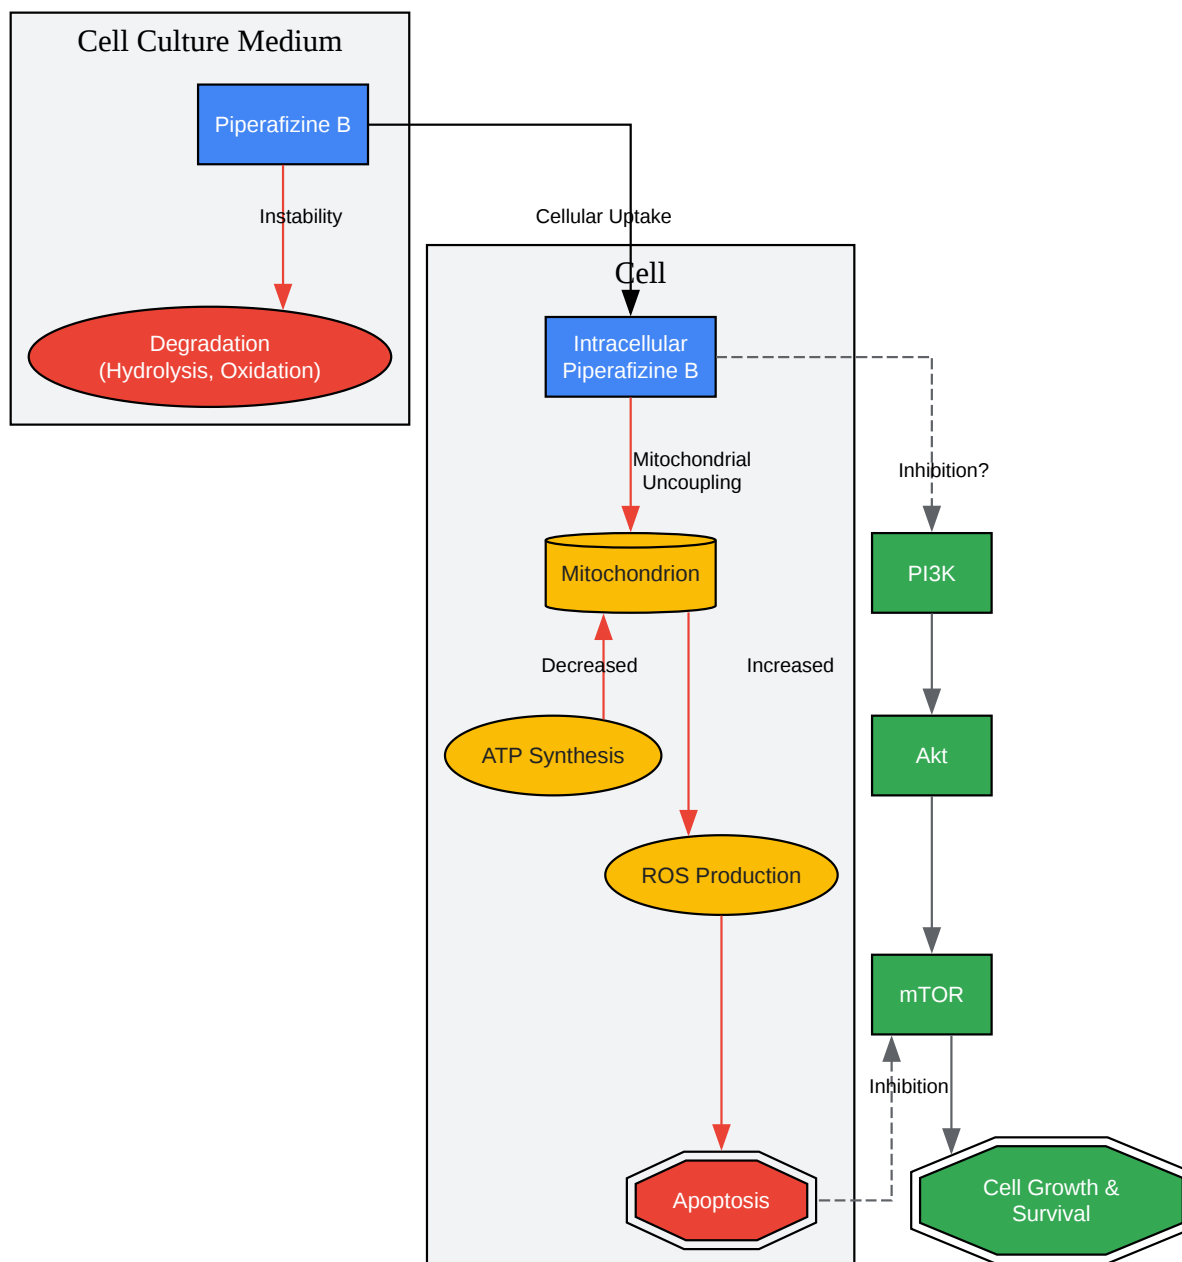 Cell Culture Medium
Piperafizine B
Instability
Cellular Uptake
Degradation
(Hydrolysis, Oxidation)
Cell
Intracellular
Piperafizine B
Mitochondrial
Uncoupling
Inhibition?
Mitochondrion
PI3K
Decreased
Increased
ATP Synthesis
Akt
ROS Production
mTOR
Inhibition
Apoptosis
Cell Growth &
Survival